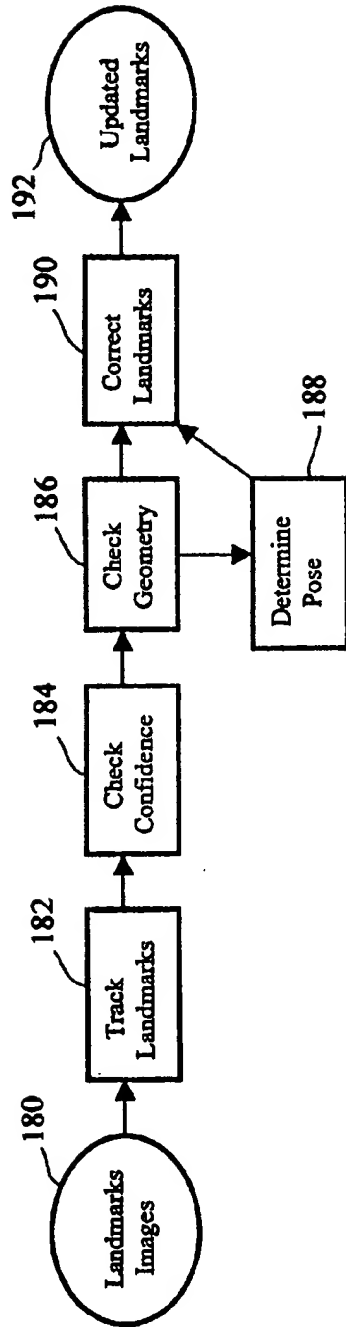 180
Landmarks
Images
182
Track
Landmarks
184
Check
Confidence
186
Check
Geometry
188
Determine
Pose
190
Correct
Landmarks
192
Updated
Landmarks